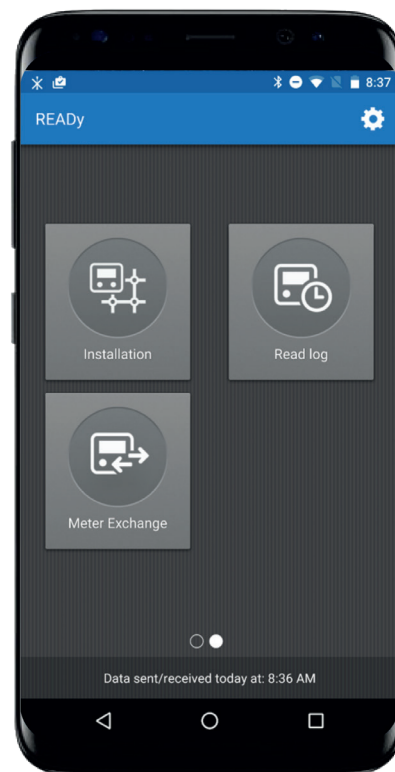 8:37
READy
Installation
Read log
Meter Exchange
Data sent/received today at: 8:36 AM